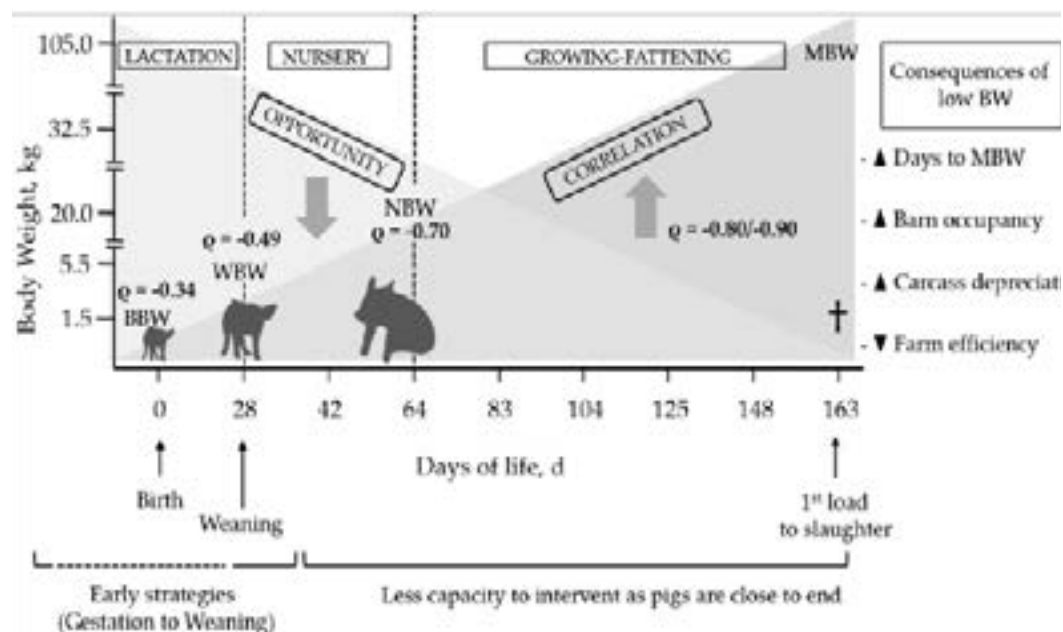 105.0
32.5
20.0
5.5
1.5
Body Weight, kg
LACTATION
NURSERY
GROWING-FATTENING
MBW
OPPORTUNITY
CORRELATION
NBW
ϱ = -0.70
ϱ = -0.49
WBW
ϱ = -0.34
BBW
ϱ = -0.80/-0.90
Consequences of
low BW
▲ Days to MBW
▲ Barn occupancy
▲ Carcass depreciati
▼ Farm efficiency
0 28 42 64 83 104 125 148 163
Days of life, d
Birth
Weaning
1st load
to slaughter
Early strategies
(Gestation to Weaning)
Less capacity to intervent as pigs are close to end